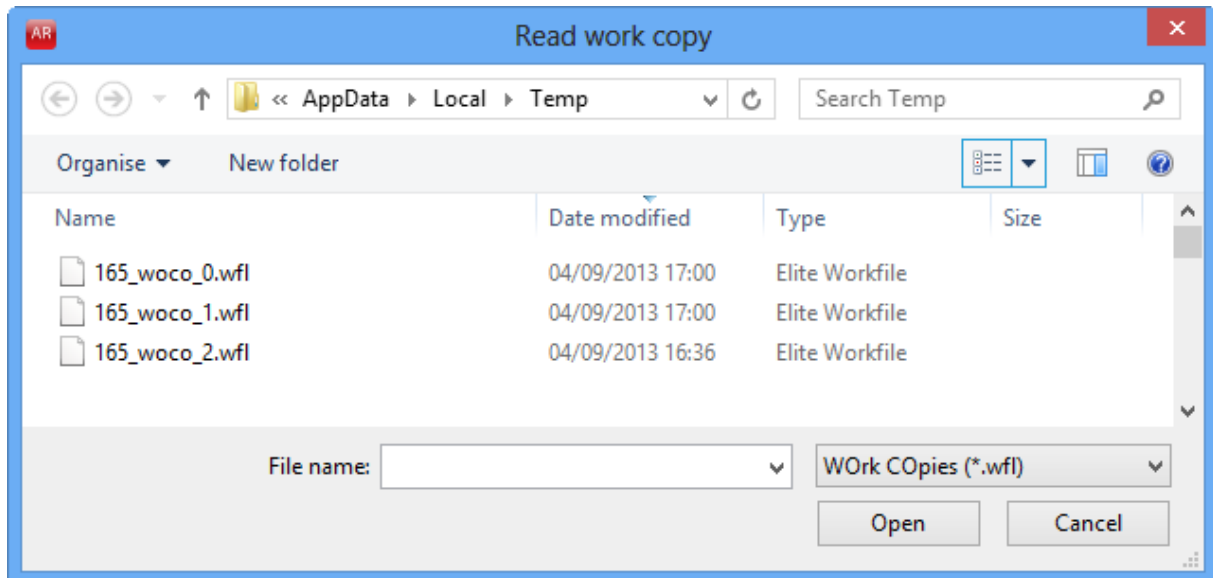 AR Read work copy
« AppData Local Temp Search Temp
Organise New folder
Name Date modified Type Size
165_woco_0.wfl 04/09/2013 17:00 Elite Workfile
165_woco_1.wfl 04/09/2013 17:00 Elite Workfile
165_woco_2.wfl 04/09/2013 16:36 Elite Workfile
File name: WOrk COpies (*.wfl)
Open Cancel